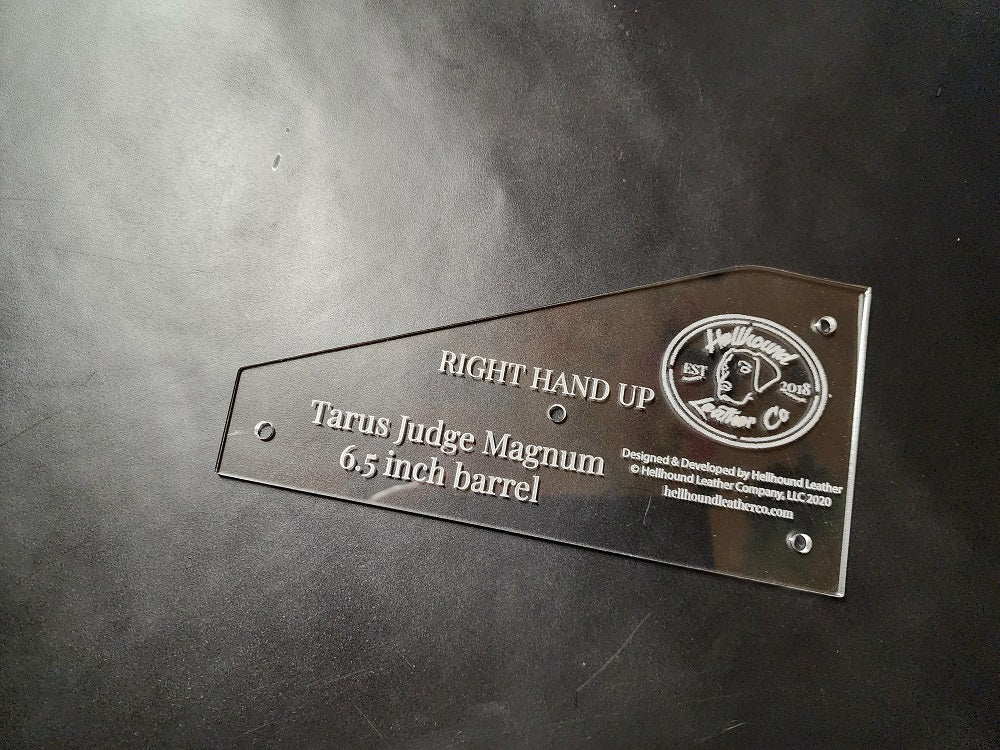 RIGHT HAND UP
Tarus Judge Magnum
6.5 inch barrel
Hellhound
EST 2018
Leather Co
Designed & Developed by Hellhound Leather
© Hellhound Leather Company, LLC 2020
hellhoundleatherco.com